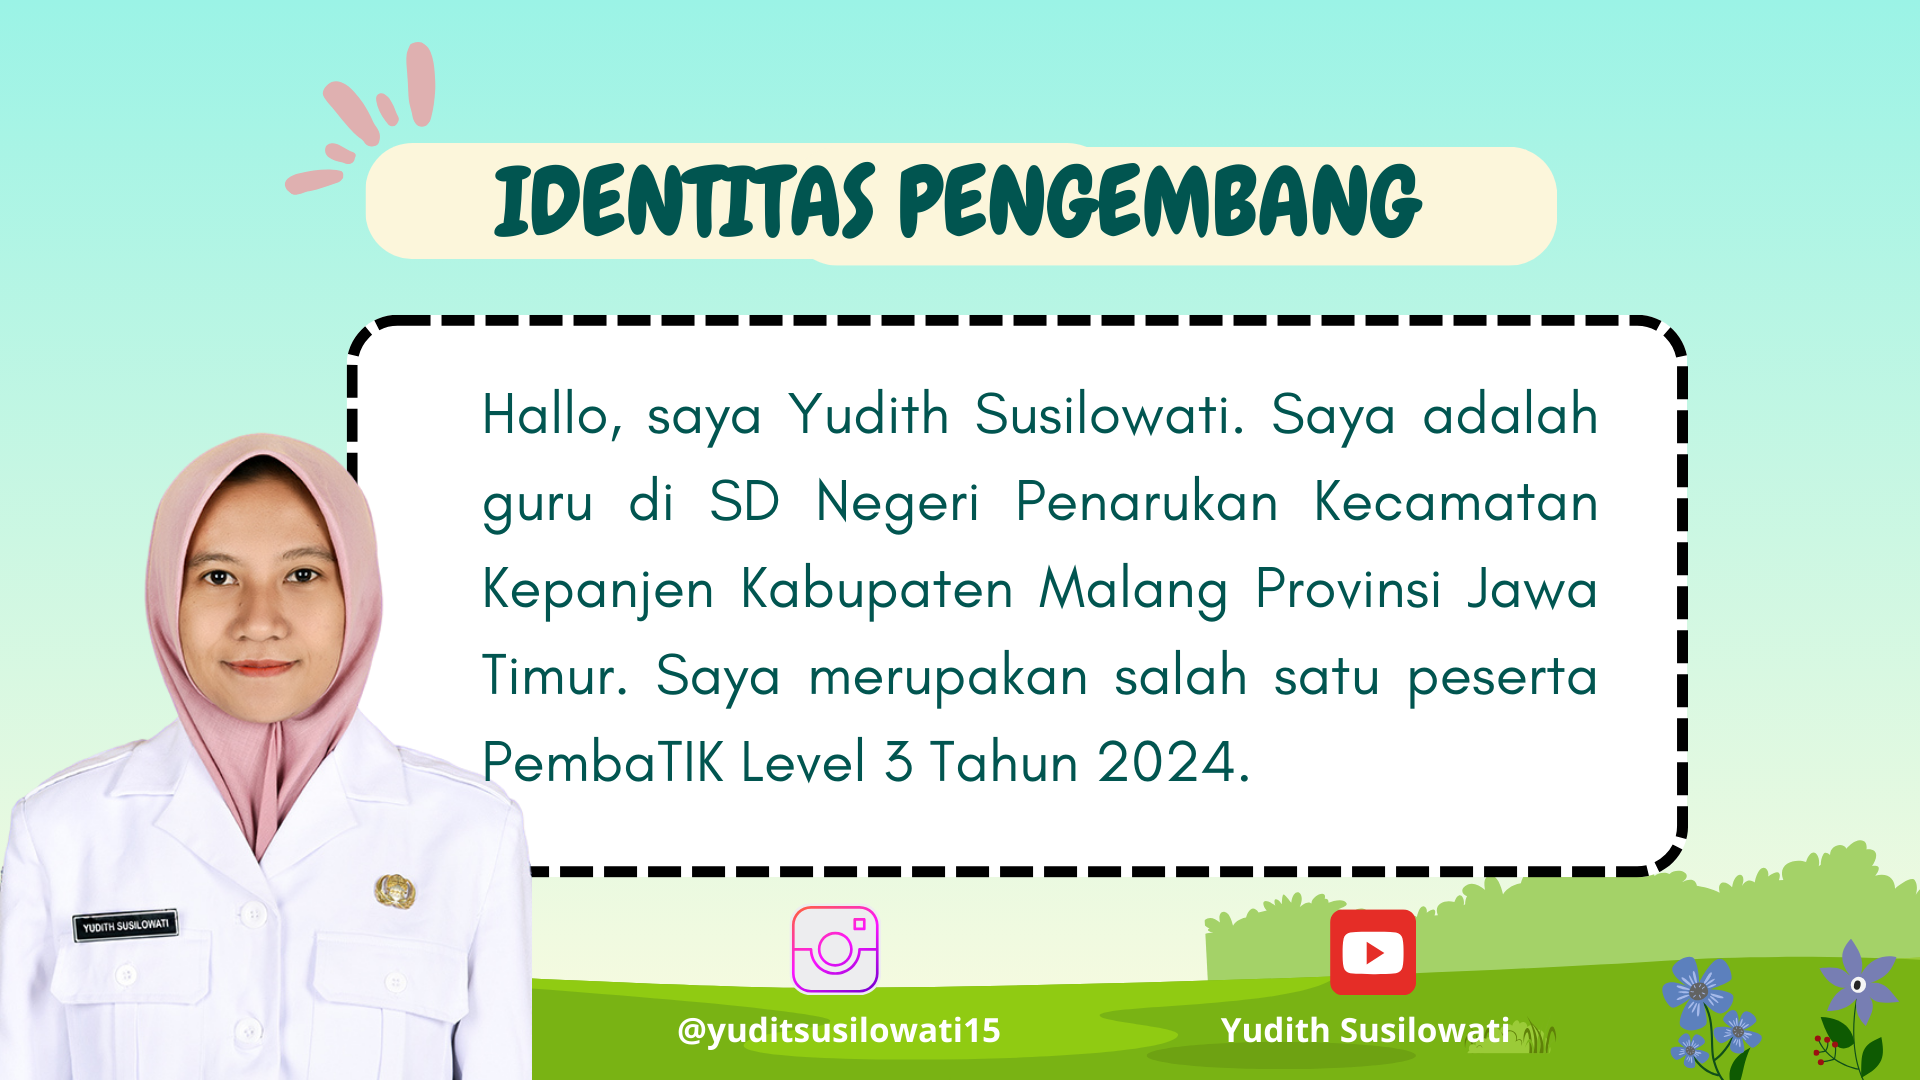 IDENTITAS PENGEMBANG
Hallo, saya Yudith Susilowati. Saya adalah
guru di SD Negeri Penarukan Kecamatan
Kepanjen Kabupaten Malang Provinsi Jawa
Timur. Saya merupakan salah satu peserta
PembaTIK Level 3 Tahun 2024.
YUDITH SUSILOWATI
@yuditsusilowati15
Yudith Susilowati